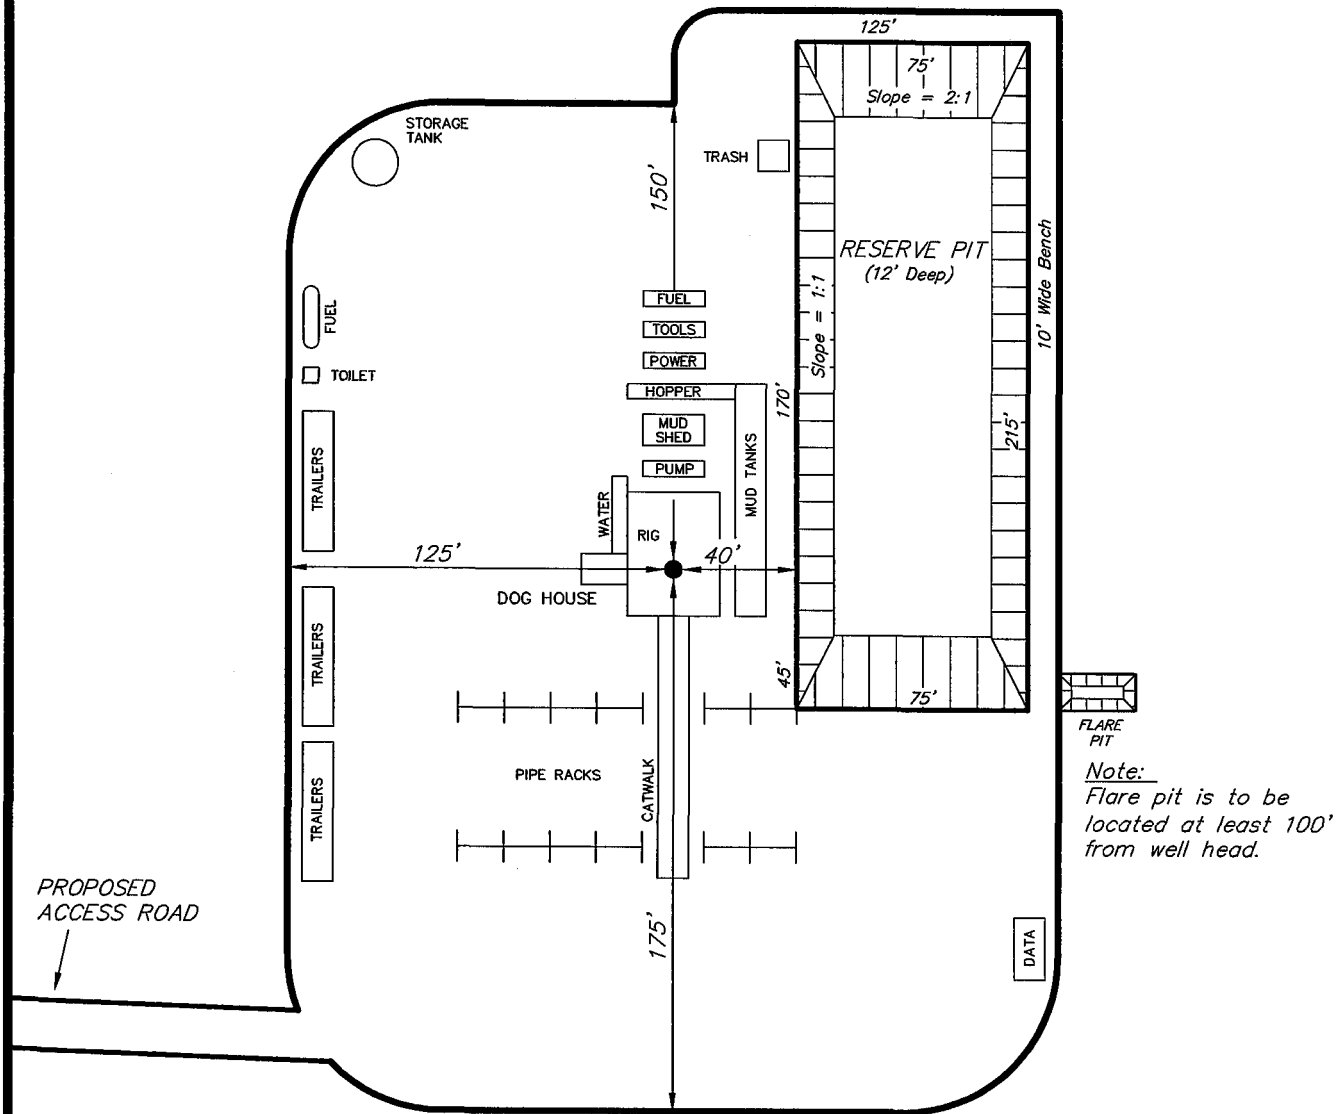 125'
75'
Slope = 2:1
STORAGE
TANK
TRASH
150'
RESERVE PIT
(12' Deep)
Slope = 1:1
10' Wide Bench
FUEL
FUEL
TOOLS
POWER
TOILET
HOPPER
170'
MUD
SHED
MUD TANKS
215'
PUMP
TRAILERS
WATER
RIG
125'
40'
DOG HOUSE
TRAILERS
45'
75'
FLARE
PIT
PIPE RACKS
CATWALK
TRAILERS
Note:
Flare pit is to be
located at least 100'
from well head.
PROPOSED
ACCESS ROAD
175'
DATA